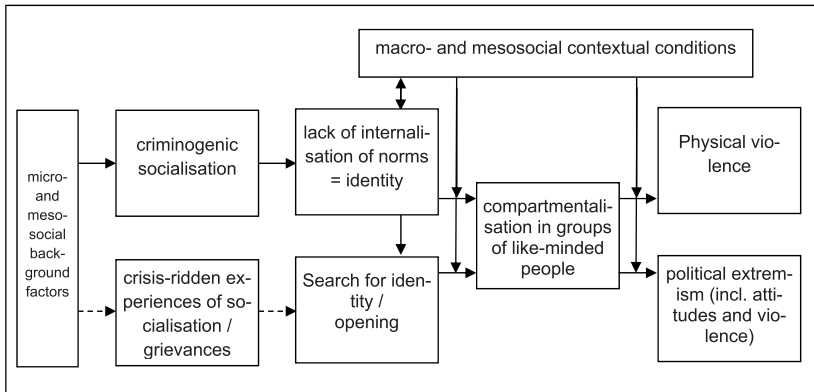 macro- and mesosocial contextual conditions
micro-
and
meso-
social
back-
ground
factors
criminogenic
socialisation
lack of internali-
sation of norms
= identity
compartmentali-
sation in groups
of like-minded
people
Physical vio-
lence
crisis-ridden ex-
periences of so-
cialisation /
grievances
Search for iden-
tity /
opening
political extrem-
ism (incl. atti-
tudes and vio-
lence)